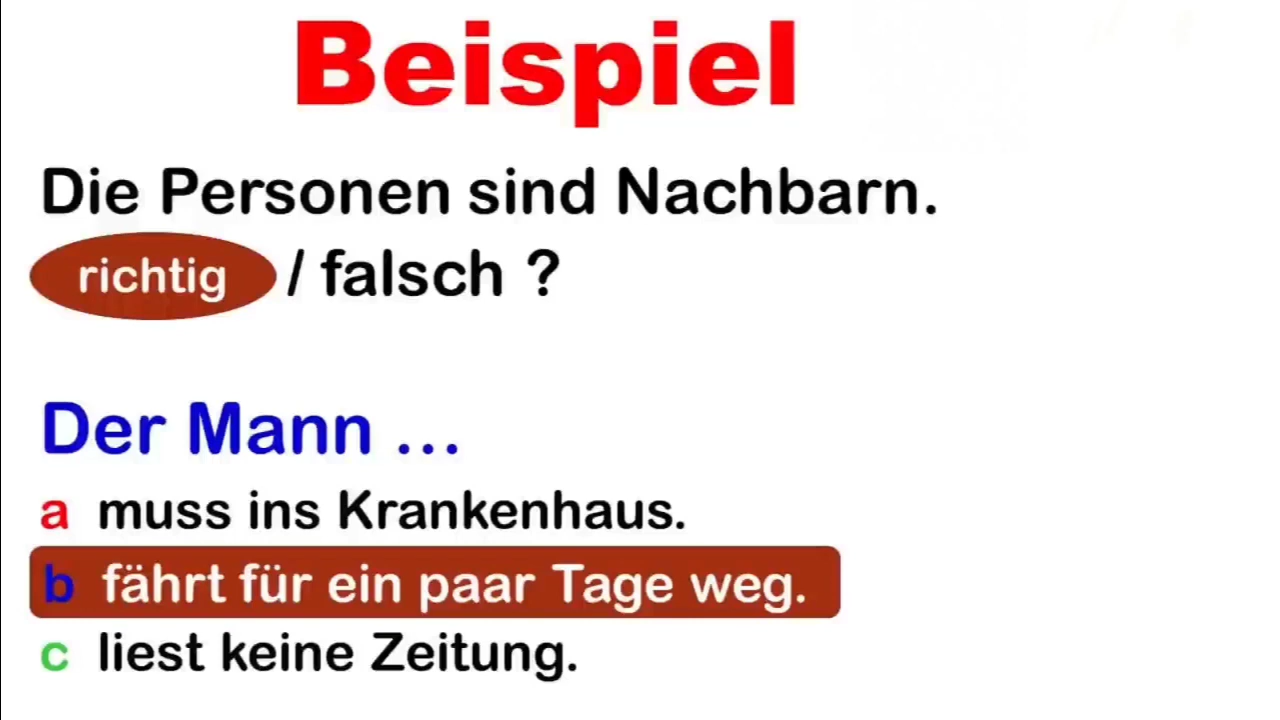 Beispiel
Die Personen sind Nachbarn.
richtig / falsch ?
Der Mann ...
a muss ins Krankenhaus.
b fährt für ein paar Tage weg.
c liest keine Zeitung.